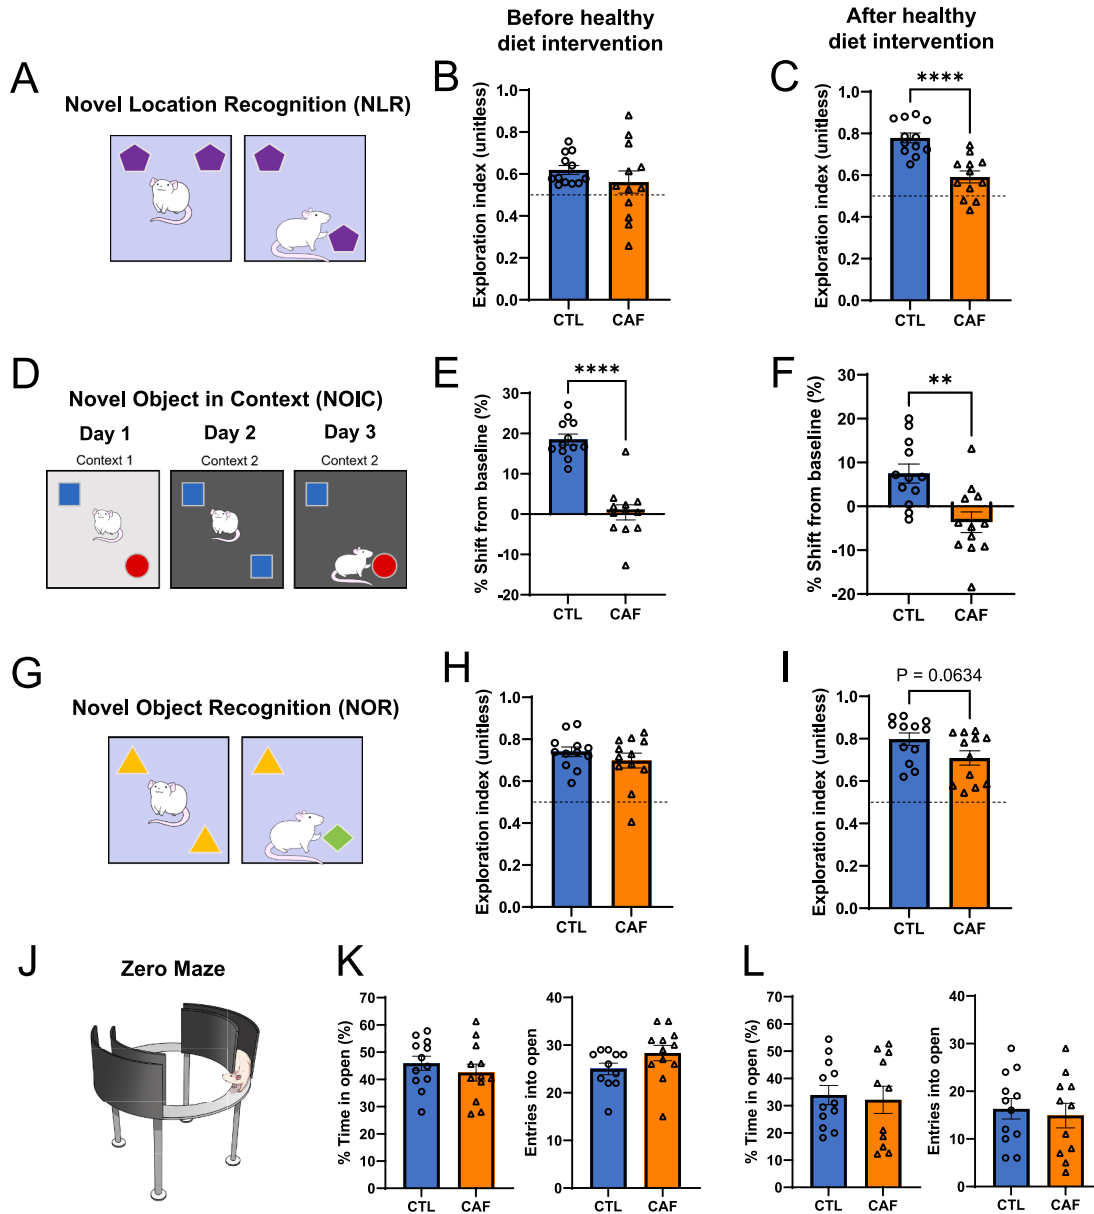 Before healthy
diet intervention
After healthy
diet intervention
A
Novel Location Recognition (NLR)
B
Exploration index (unitless)
1.0
0.8
0.6
0.4
0.2
0.0
CTL
CAF
C
****
Exploration index (unitless)
1.0
0.8
0.6
0.4
0.2
0.0
CTL
CAF
D
Novel Object in Context (NOIC)
Day 1
Day 2
Day 3
Context 1
Context 2
Context 2
E
****
% Shift from baseline (%)
30
20
10
0
-10
-20
CTL
CAF
F
**
% Shift from baseline (%)
30
20
10
0
-10
-20
CTL
CAF
G
Novel Object Recognition (NOR)
H
Exploration index (unitless)
1.0
0.8
0.6
0.4
0.2
0.0
CTL
CAF
I
P = 0.0634
Exploration index (unitless)
1.0
0.8
0.6
0.4
0.2
0.0
CTL
CAF
J
Zero Maze
K
% Time in open (%)
70
60
50
40
30
20
10
0
CTL
CAF
Entries into open
40
30
20
10
0
CTL
CAF
L
% Time in open (%)
70
60
50
40
30
20
10
0
CTL
CAF
Entries into open
40
30
20
10
0
CTL
CAF